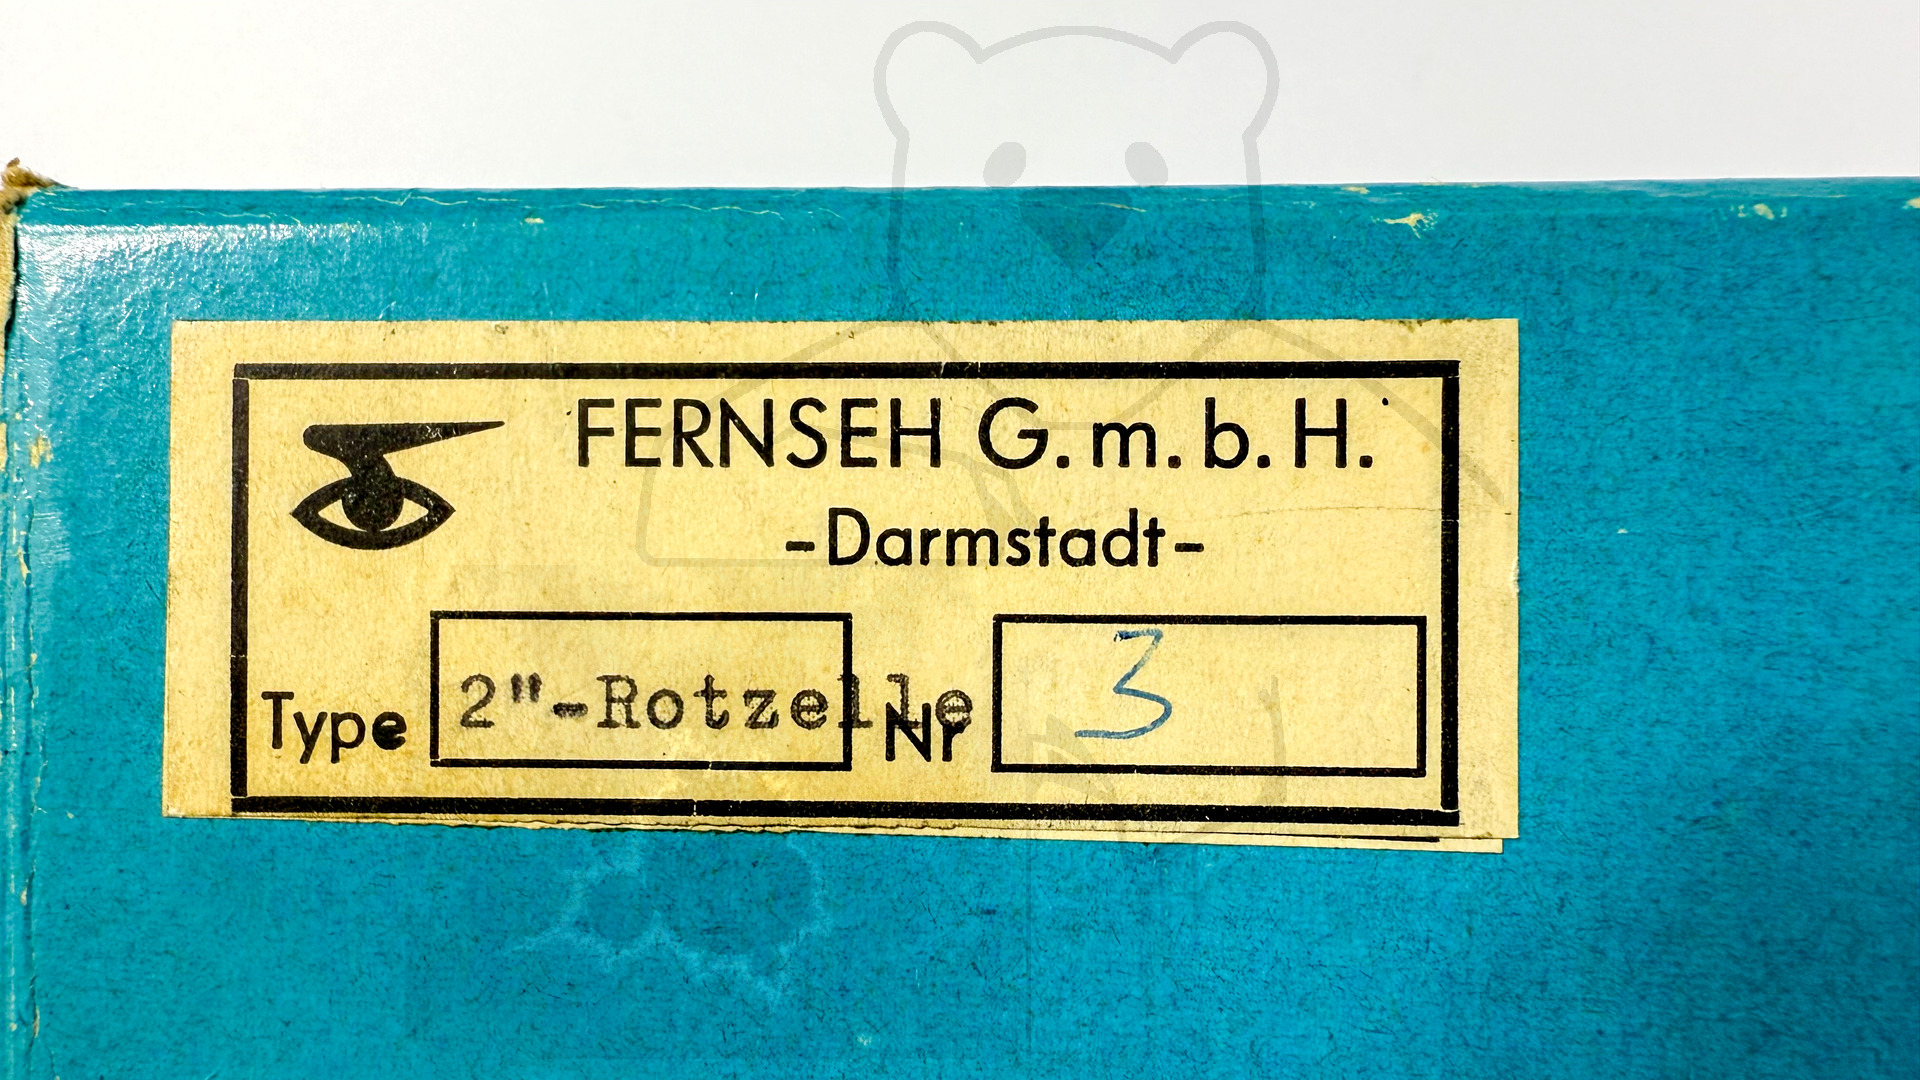 FERNSEH G.m.b.H.
-Darmstadt-
Type 2"-Rotzelle Nr 3